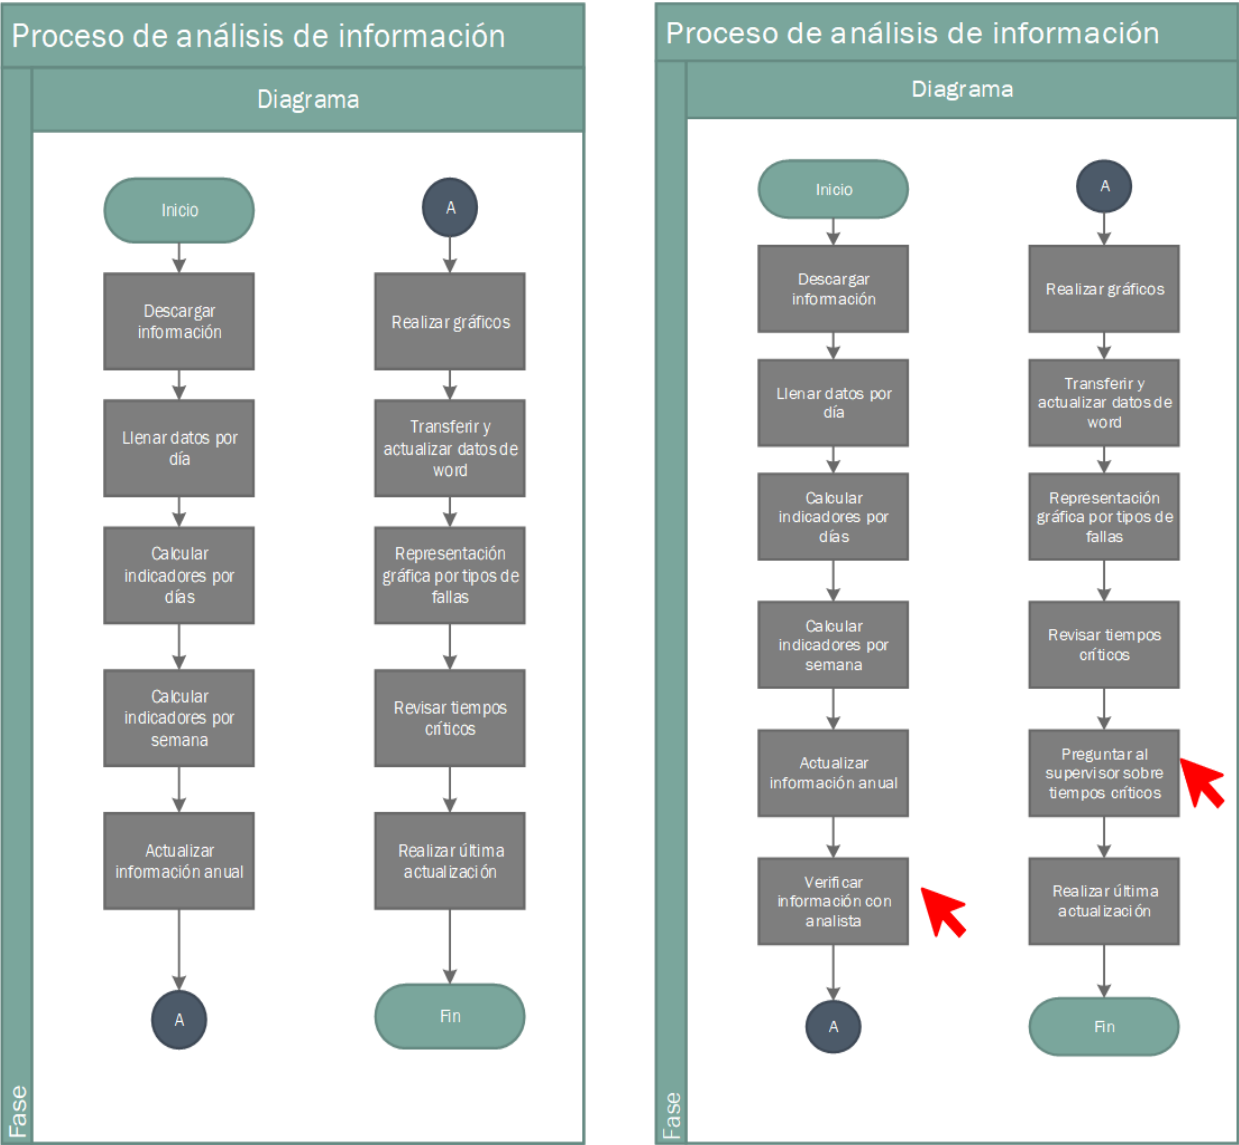 Proceso de análisis de información
Diagrama
Fase
Inicio
Descargar
información
Llenar datos por
día
Calcular
indicadores por
días
Calcular
indicadores por
semana
Actualizar
información anual
A
A
Realizar gráficos
Transferir y
actualizar datos de
word
Representación
gráfica por tipos de
fallas
Revisar tiempos
críticos
Realizar última
actualización
Fin
Proceso de análisis de información
Diagrama
Fase
Inicio
Descargar
información
Llenar datos por
día
Calcular
indicadores por
días
Calcular
indicadores por
semana
Actualizar
información anual
Verificar
información con
analista
A
A
Realizar gráficos
Transferir y
actualizar datos de
word
Representación
gráfica por tipos de
fallas
Revisar tiempos
críticos
Preguntar al
supervisor sobre
tiempos críticos
Realizar última
actualización
Fin